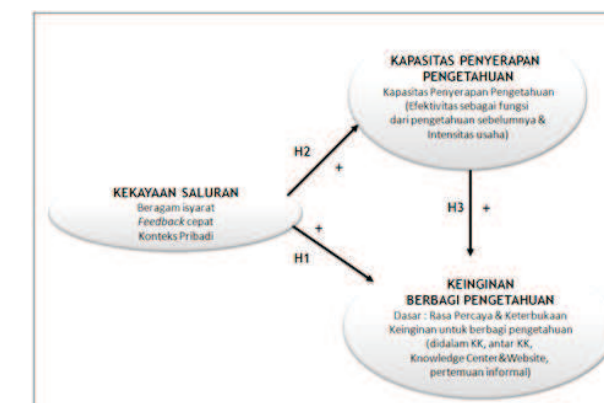 KAPASITAS PENYERAPAN
PENGETAHUAN
Kapasitas Penyerapan Pengetahuan
(Efektivitas sebagai fungsi
dari pengetahuan sebelumnya &
Intensitas usaha)
H2
+
KEKAYAAN SALURAN
Beragam isyarat
Feedback cepat
Konteks Pribadi
+
H1
H3
+
KEINGINAN
BERBAGI PENGETAHUAN
Dasar : Rasa Percaya & Keterbukaan
Keinginan untuk berbagi pengetahuan
(didalam KK, antar KK,
Knowledge Center&Website,
pertemuan informal)